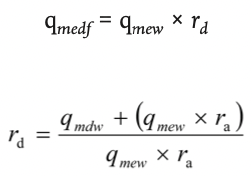 q_medf = q_mew × r_d
r_d = (q_mdw + (q_mew × r_a)) / (q_mew × r_a)